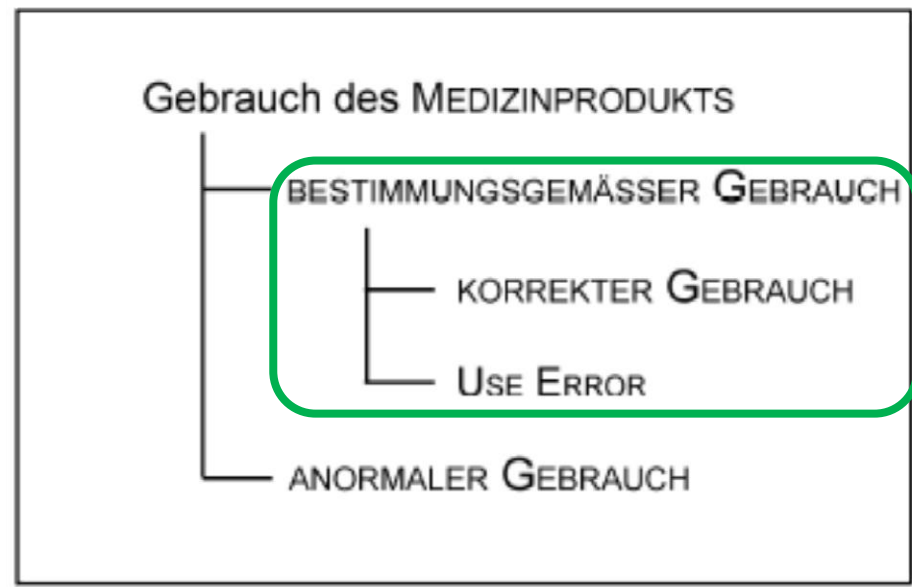 Gebrauch des MEDIZINPRODUKTS
BESTIMMUNGSGEMÄSSER GEBRAUCH
KORREKTER GEBRAUCH
USE ERROR
ANORMALER GEBRAUCH